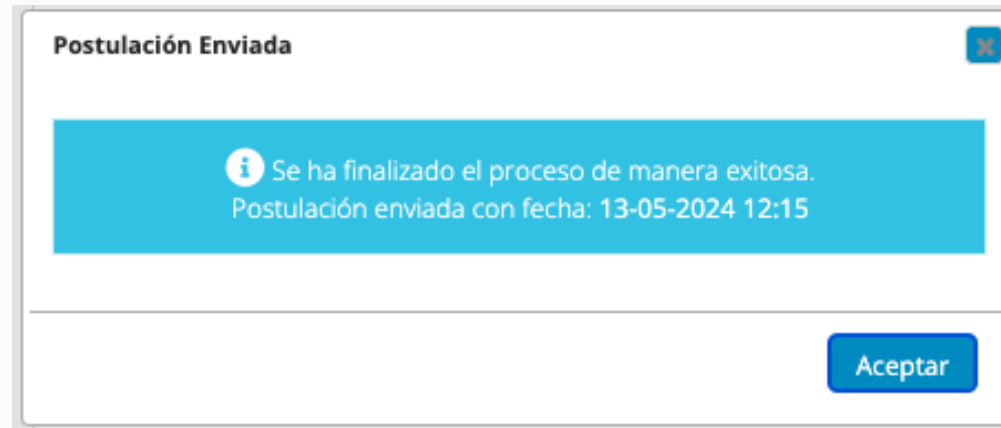 Postulación Enviada
Se ha finalizado el proceso de manera exitosa.
Postulación enviada con fecha: 13-05-2024 12:15
Aceptar